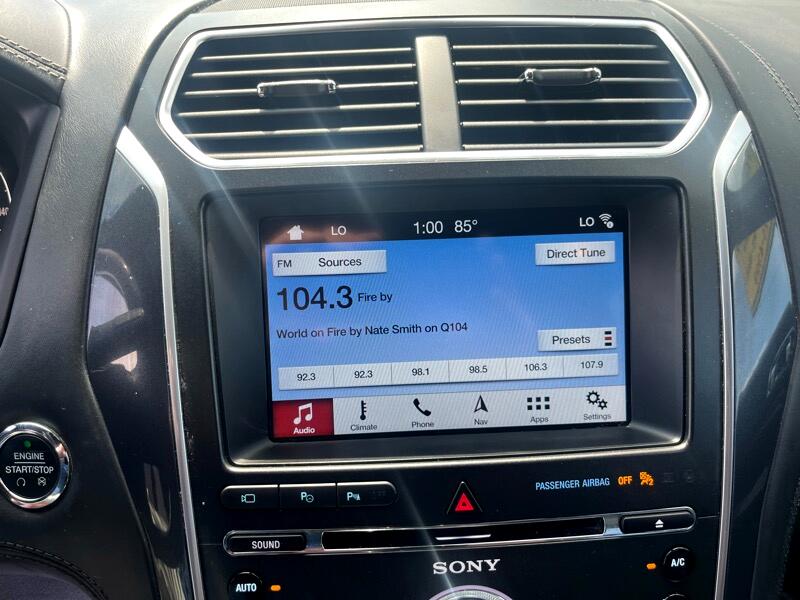 LO 1:00 85° LO
FM Sources
Direct Tune
104.3 Fire by
World on Fire by Nate Smith on Q104
Presets
92.3 92.3 98.1 98.5 106.3 107.9
Audio Climate Phone Nav Apps Settings
ENGINE
START/STOP
PASSENGER AIRBAG OFF 2
SOUND
SONY
AUTO
A/C